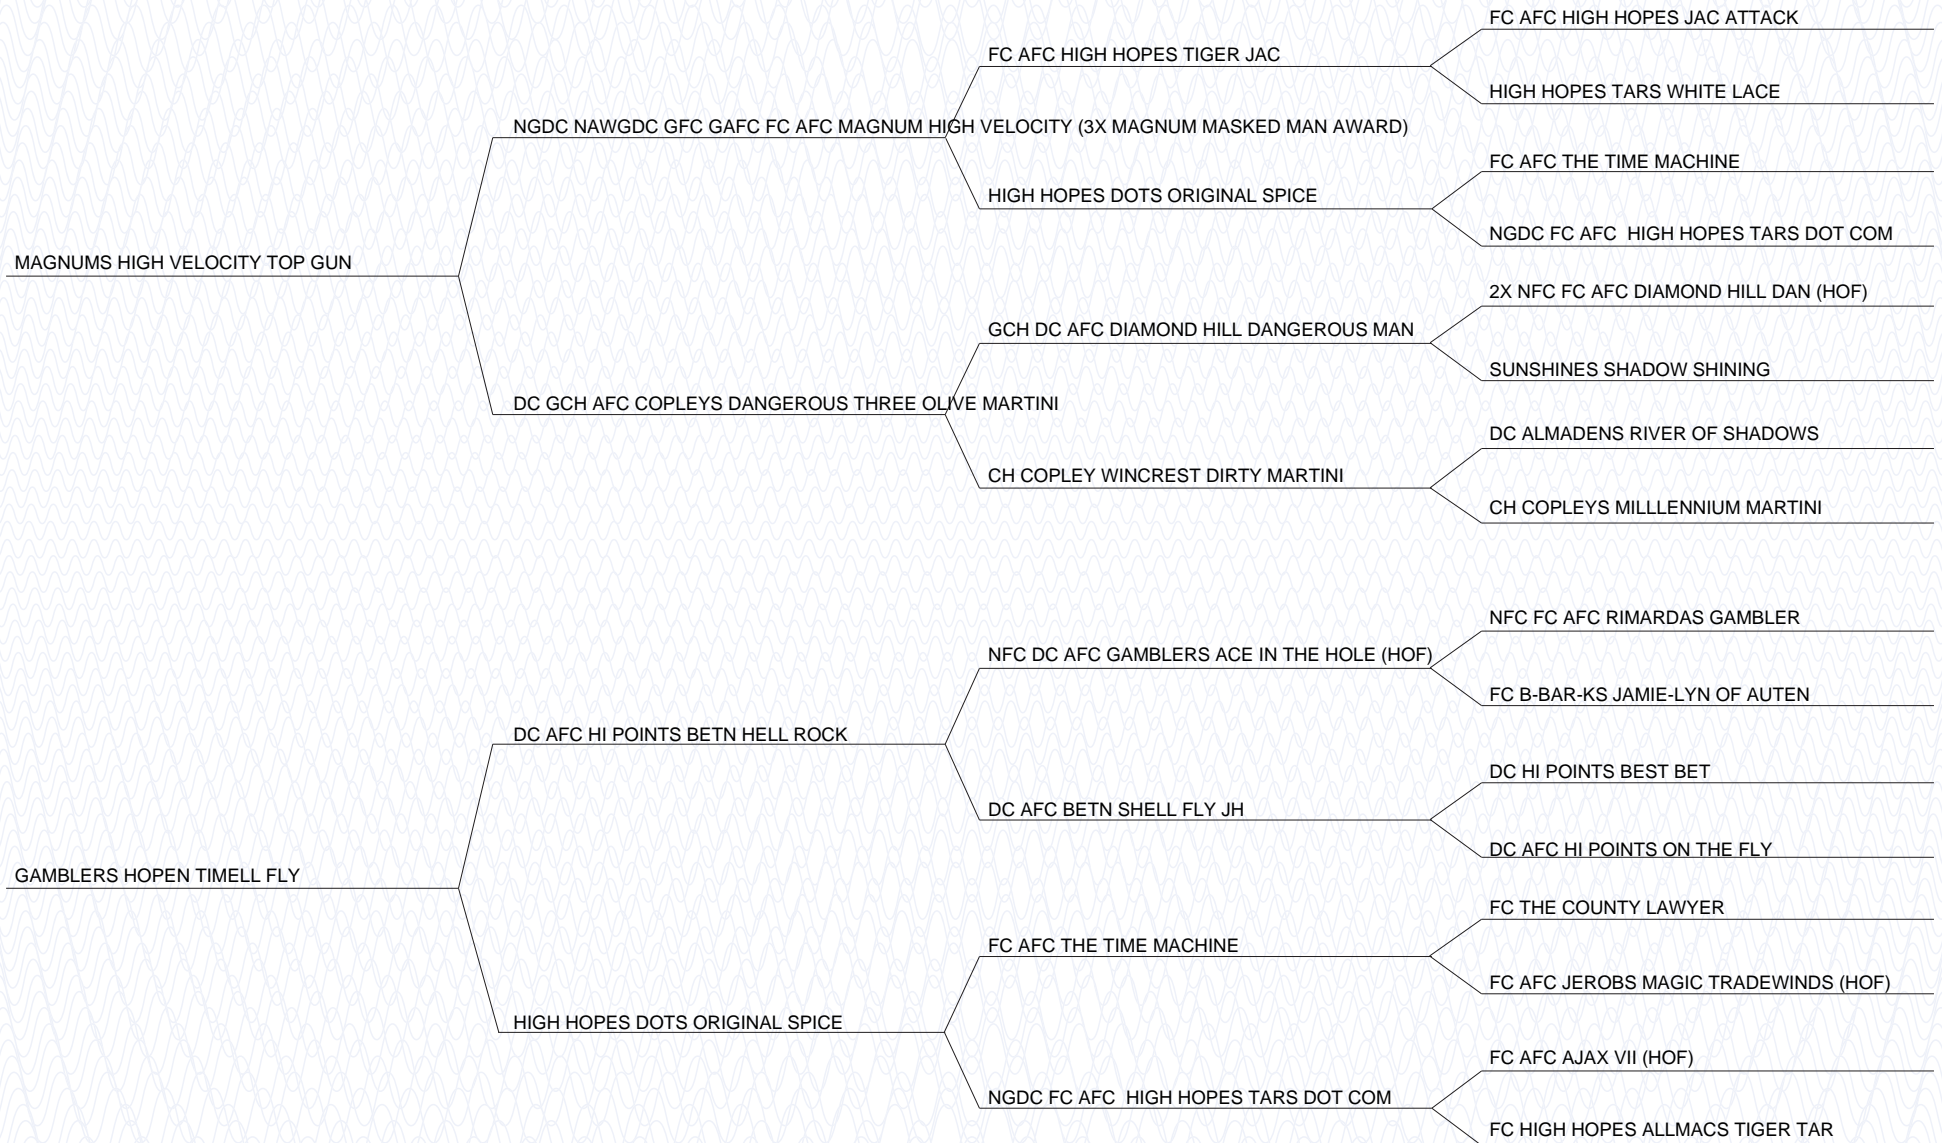 FC AFC HIGH HOPES JAC ATTACK
FC AFC HIGH HOPES TIGER JAC
HIGH HOPES TARS WHITE LACE
NGDC NAWGDC GFC GAFC FC AFC MAGNUM HIGH VELOCITY (3X MAGNUM MASKED MAN AWARD)
FC AFC THE TIME MACHINE
HIGH HOPES DOTS ORIGINAL SPICE
NGDC FC AFC  HIGH HOPES TARS DOT COM
MAGNUMS HIGH VELOCITY TOP GUN
2X NFC FC AFC DIAMOND HILL DAN (HOF)
GCH DC AFC DIAMOND HILL DANGEROUS MAN
SUNSHINES SHADOW SHINING
DC GCH AFC COPLEYS DANGEROUS THREE OLIVE MARTINI
DC ALMADENS RIVER OF SHADOWS
CH COPLEY WINCREST DIRTY MARTINI
CH COPLEYS MILLLENNIUM MARTINI
NFC FC AFC RIMARDAS GAMBLER
NFC DC AFC GAMBLERS ACE IN THE HOLE (HOF)
FC B-BAR-KS JAMIE-LYN OF AUTEN
DC AFC HI POINTS BETN HELL ROCK
DC HI POINTS BEST BET
DC AFC BETN SHELL FLY JH
DC AFC HI POINTS ON THE FLY
GAMBLERS HOPEN TIMELL FLY
FC THE COUNTY LAWYER
FC AFC THE TIME MACHINE
FC AFC JEROBS MAGIC TRADEWINDS (HOF)
HIGH HOPES DOTS ORIGINAL SPICE
FC AFC AJAX VII (HOF)
NGDC FC AFC  HIGH HOPES TARS DOT COM
FC HIGH HOPES ALLMACS TIGER TAR